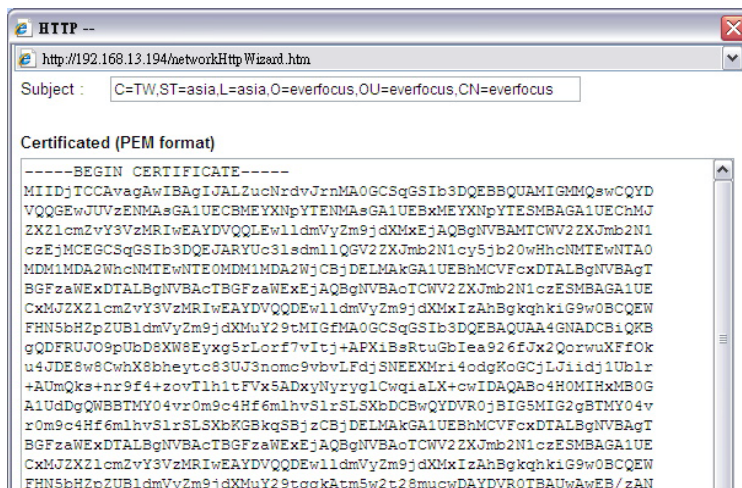 HTTP --
http://192.168.13.194/networkHttpWizard.htm
Subject : C=TW,ST=asia,L=asia,O=everfocus,OU=everfocus,CN=everfocus
Certificated (PEM format)
-----BEGIN CERTIFICATE-----
MIIDjTCCAvagAwIBAgIJALZucNrdvJrnMA0GCSqGSIb3DQEBBQUAMIGMMQswCQYD
VQQGEwJUVzENMAsGA1UECBMEYXNpYTENMAsGA1UEBxMEYXNpYTESMBAGA1UEChMJ
ZXZlcmZvY3VzMRIwEAYDVQQLEwlldmVyZm9jdXMxEjAQBgNVBAMTCWV2ZXJmb2N1
czEjMCEGCSqGSIb3DQEJARYUc3lsdmllQGV2ZXJmb2N1cy5jb20wHhcNMTEwNTA0
MDM1MDA2WhcNMTEwNTE0MDM1MDA2WjCBjDELMAkGA1UEBhMCVFcxDTALBgNVBAgT
BGFzaWExDTALBgNVBAcTBGFzaWExEjAQBgNVBAoTCWV2ZXJmb2N1czESMBAGA1UE
CxMJZXZlcmZvY3VzMRIwEAYDVQQDEwlldmVyZm9jdXMxIzAhBgkqhkiG9w0BCQEW
FHN5bHZpZUBldmVyZm9jdXMuY29tMIGfMA0GCSqGSIb3DQEBAQUAA4GNADCBiQKB
gQDFRUJO9pUbD8XW8Eyxg5rLorf7vItj+APXiBsRtuGbIea926fJx2QorwuXFfOk
u4JDE8w8CwhX8bheytc83UJ3nomc9vbvLFdjSNEEXMri4odgKoGCjLJiidj1Ublr
+AUmQks+nr9f4+zovTlh1tFVx5ADxyNyryglCwqiaLX+cwIDAQABo4H0MIHxMB0G
A1UdDgQWBBTMY04vr0m9c4Hf6mlhvSlrSLSXbDCBwQYDVR0jBIG5MIG2gBTMY04v
r0m9c4Hf6mlhvSlrSLSXbKGBkqSBjzCBjDELMAkGA1UEBhMCVFcxDTALBgNVBAgT
BGFzaWExDTALBgNVBAcTBGFzaWExEjAQBgNVBAoTCWV2ZXJmb2N1czESMBAGA1UE
CxMJZXZlcmZvY3VzMRIwEAYDVQQDEwlldmVyZm9jdXMxIzAhBgkqhkiG9w0BCQEW
FHN5bHZpZUBldmVyZm9jdXMuY29tggkAtm5w2t28mucwDAYDVR0TBAUwAwEB/zAN